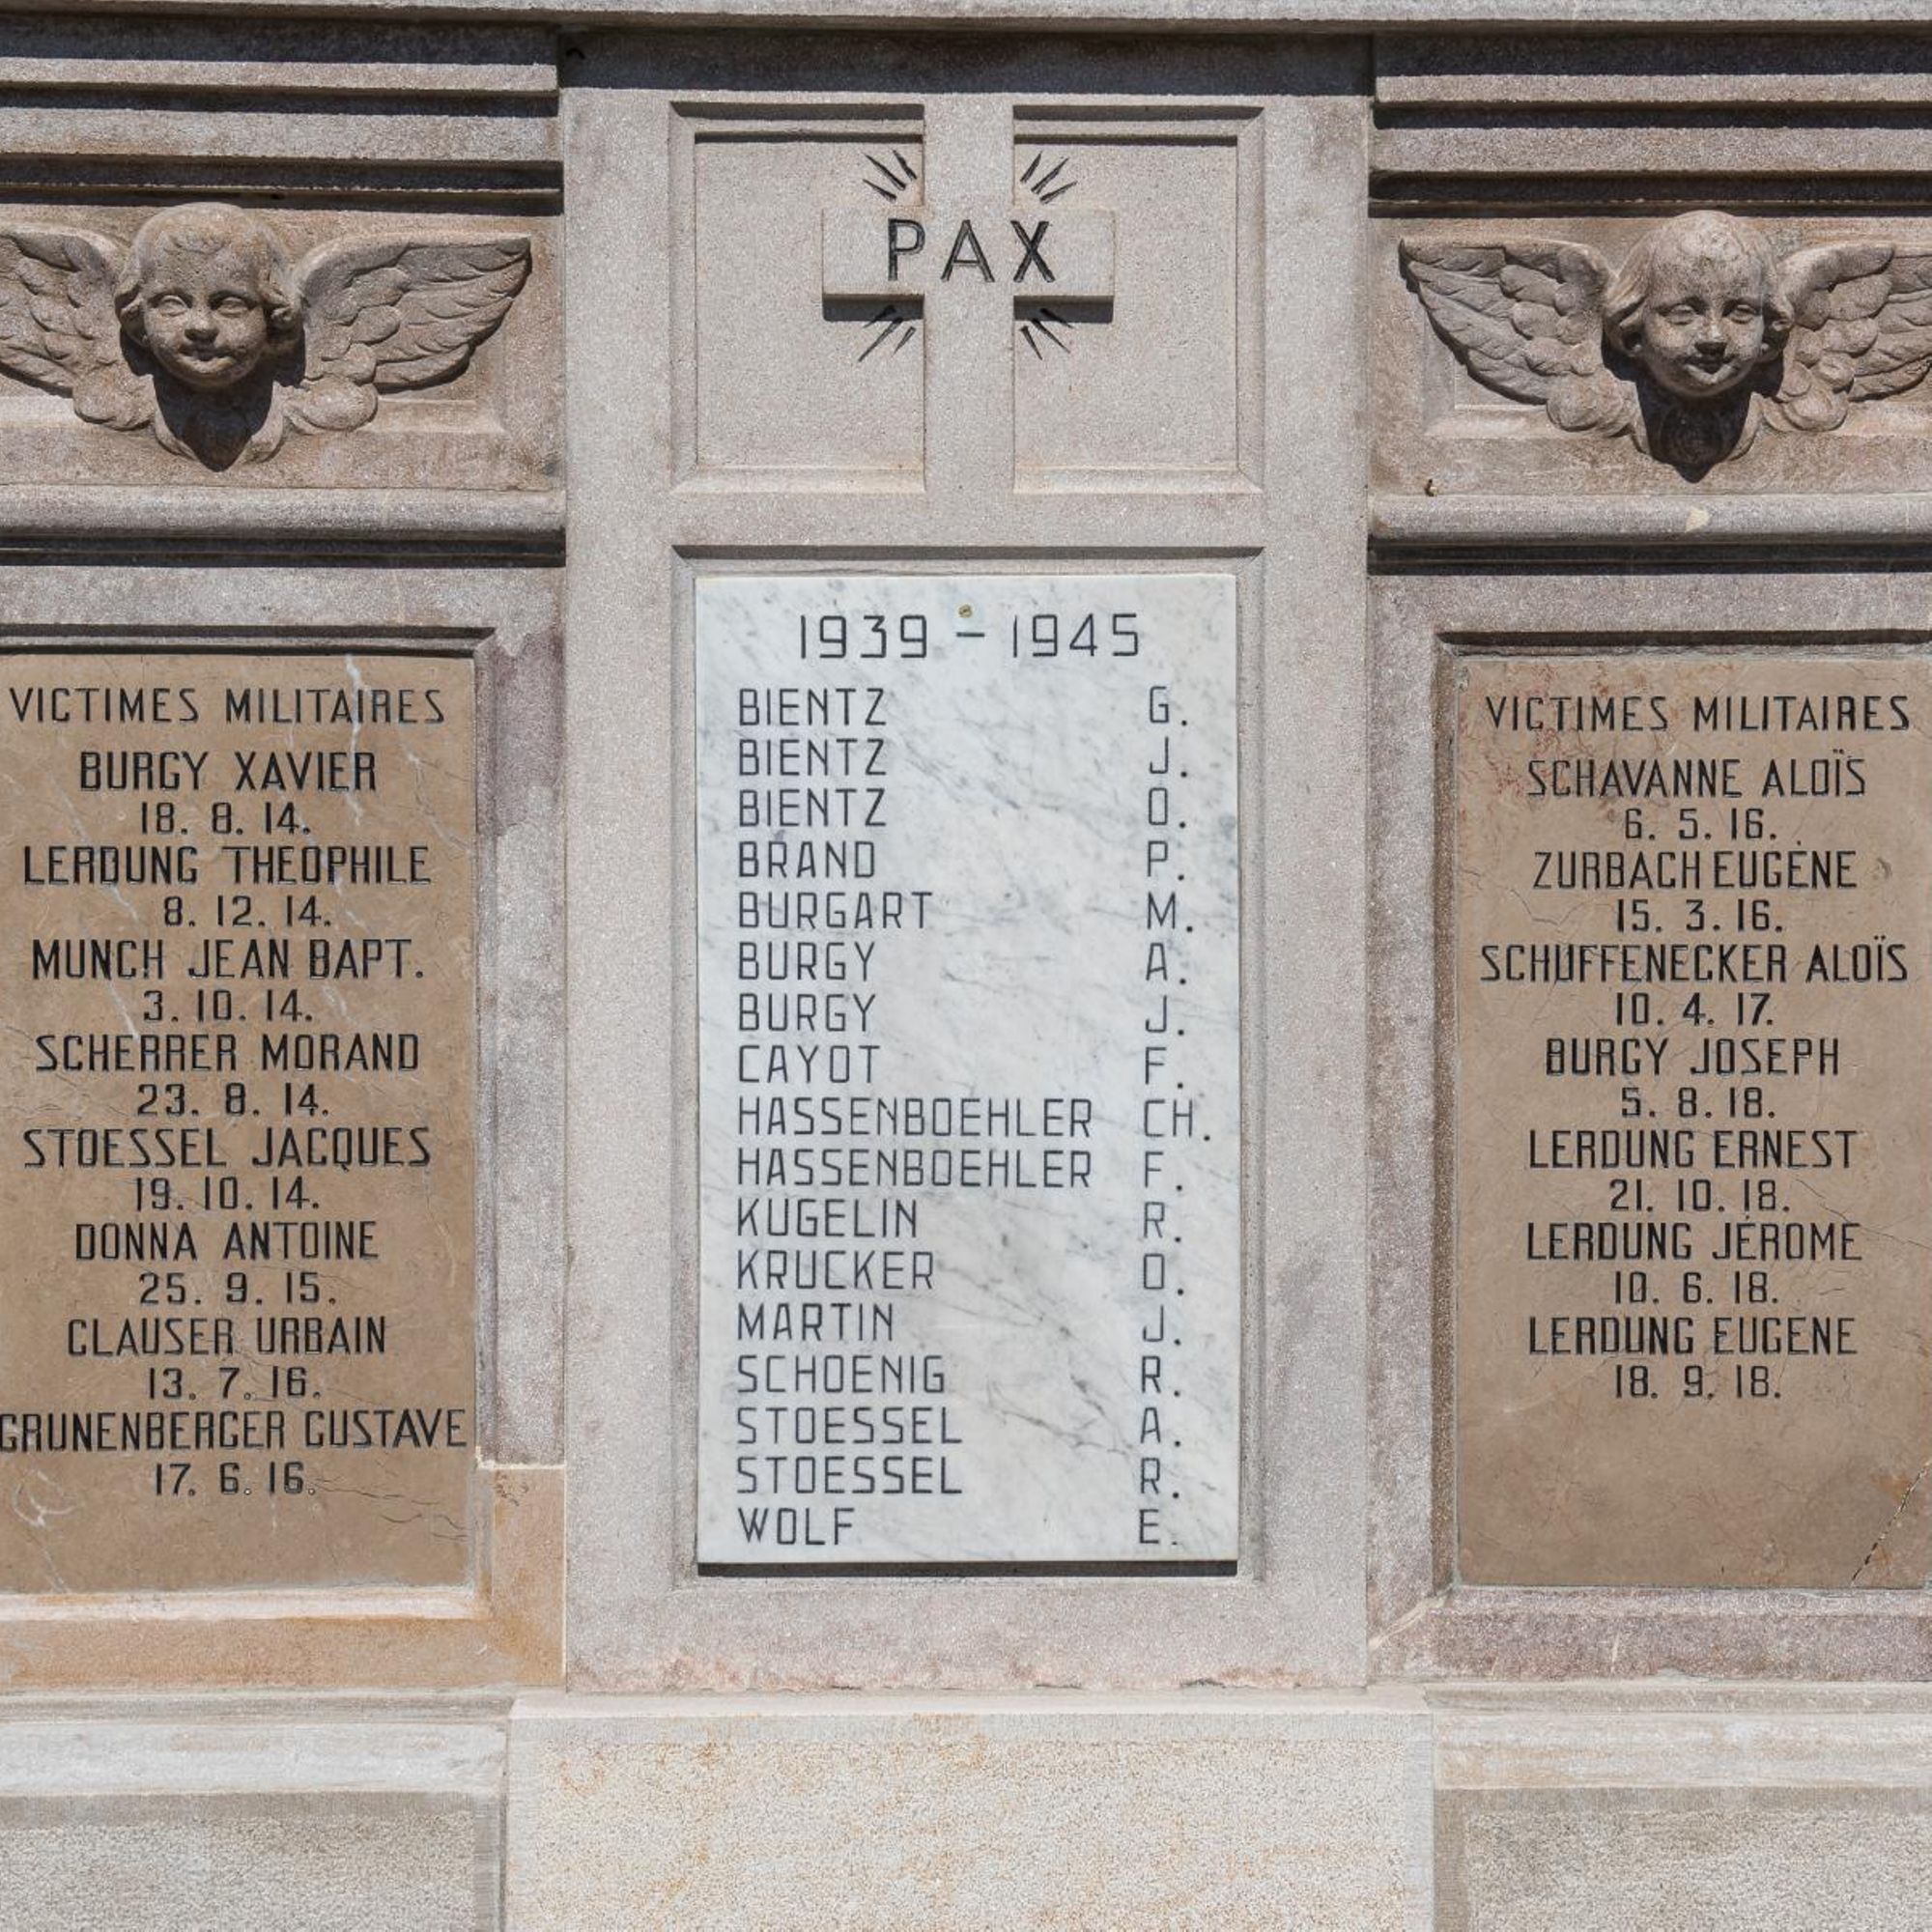 PAX
VICTIMES MILITAIRES
BURGY XAVIER
18. 8. 14.
LERDUNG THEOPHILE
8. 12. 14.
MUNCH JEAN BAPT.
3. 10. 14.
SCHERRER MORAND
23. 8. 14.
STOESSEL JACQUES
19. 10. 14.
DONNA ANTOINE
25. 9. 15.
CLAUSER URBAIN
13. 7. 16.
GRUNENBERGER GUSTAVE
17. 6. 16.
1939 - 1945
BIENTZ G.
BIENTZ J.
BIENTZ O.
BRAND P.
BURGART M.
BURGY A.
BURGY J.
CAYOT F.
HASSENBOEHLER CH.
HASSENBOEHLER F.
KUGELIN R.
KRUCKER O.
MARTIN J.
SCHOENIG R.
STOESSEL A.
STOESSEL R.
WOLF E.
VICTIMES MILITAIRES
SCHAVANNE ALOÏS
6. 5. 16.
ZURBACH EUGÈNE
15. 3. 16.
SCHUFFENECKER ALOÏS
10. 4. 17.
BURGY JOSEPH
5. 8. 18.
LERDUNG ERNEST
21. 10. 18.
LERDUNG JÉROME
10. 6. 18.
LERDUNG EUGENE
18. 9. 18.